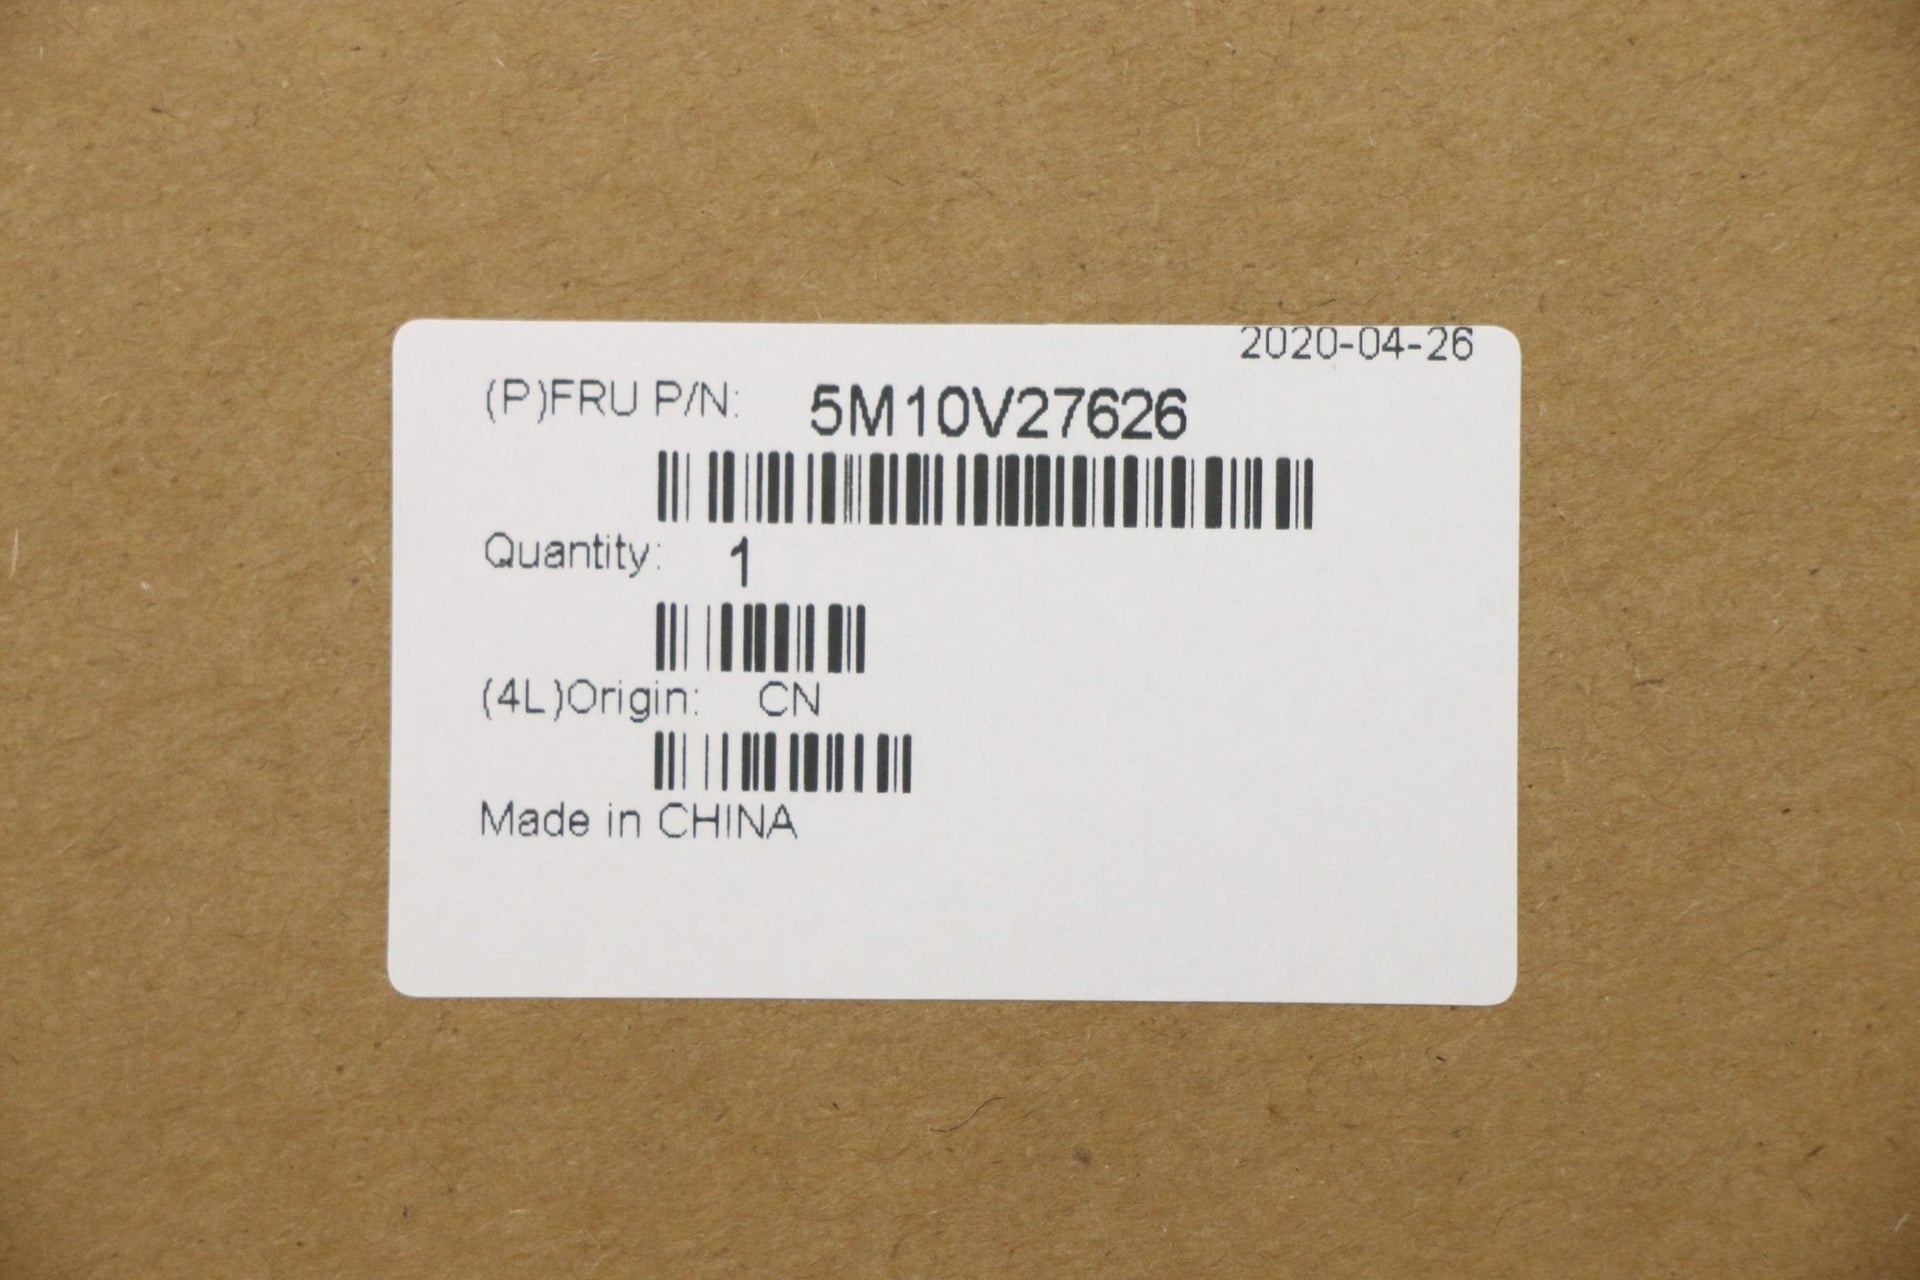 2020-04-26
(P)FRU P/N: 5M10V27626
Quantity: 1
(4L)Origin: CN
Made in CHINA